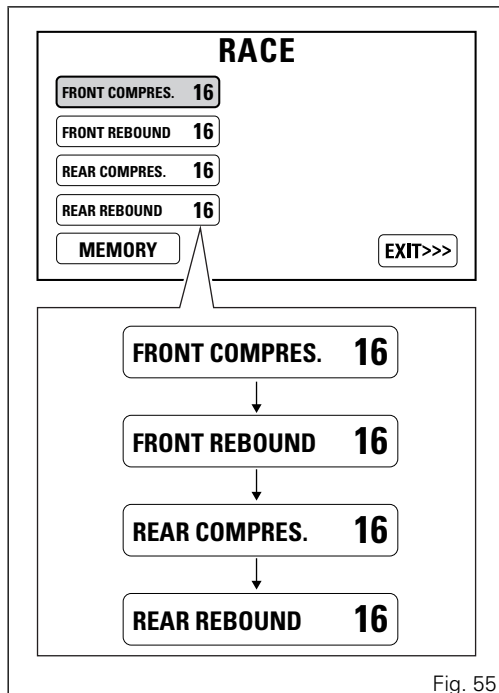 RACE
FRONT COMPRES. 16
FRONT REBOUND 16
REAR COMPRES. 16
REAR REBOUND 16
MEMORY EXIT>>>
FRONT COMPRES. 16
FRONT REBOUND 16
REAR COMPRES. 16
REAR REBOUND 16
Fig. 55